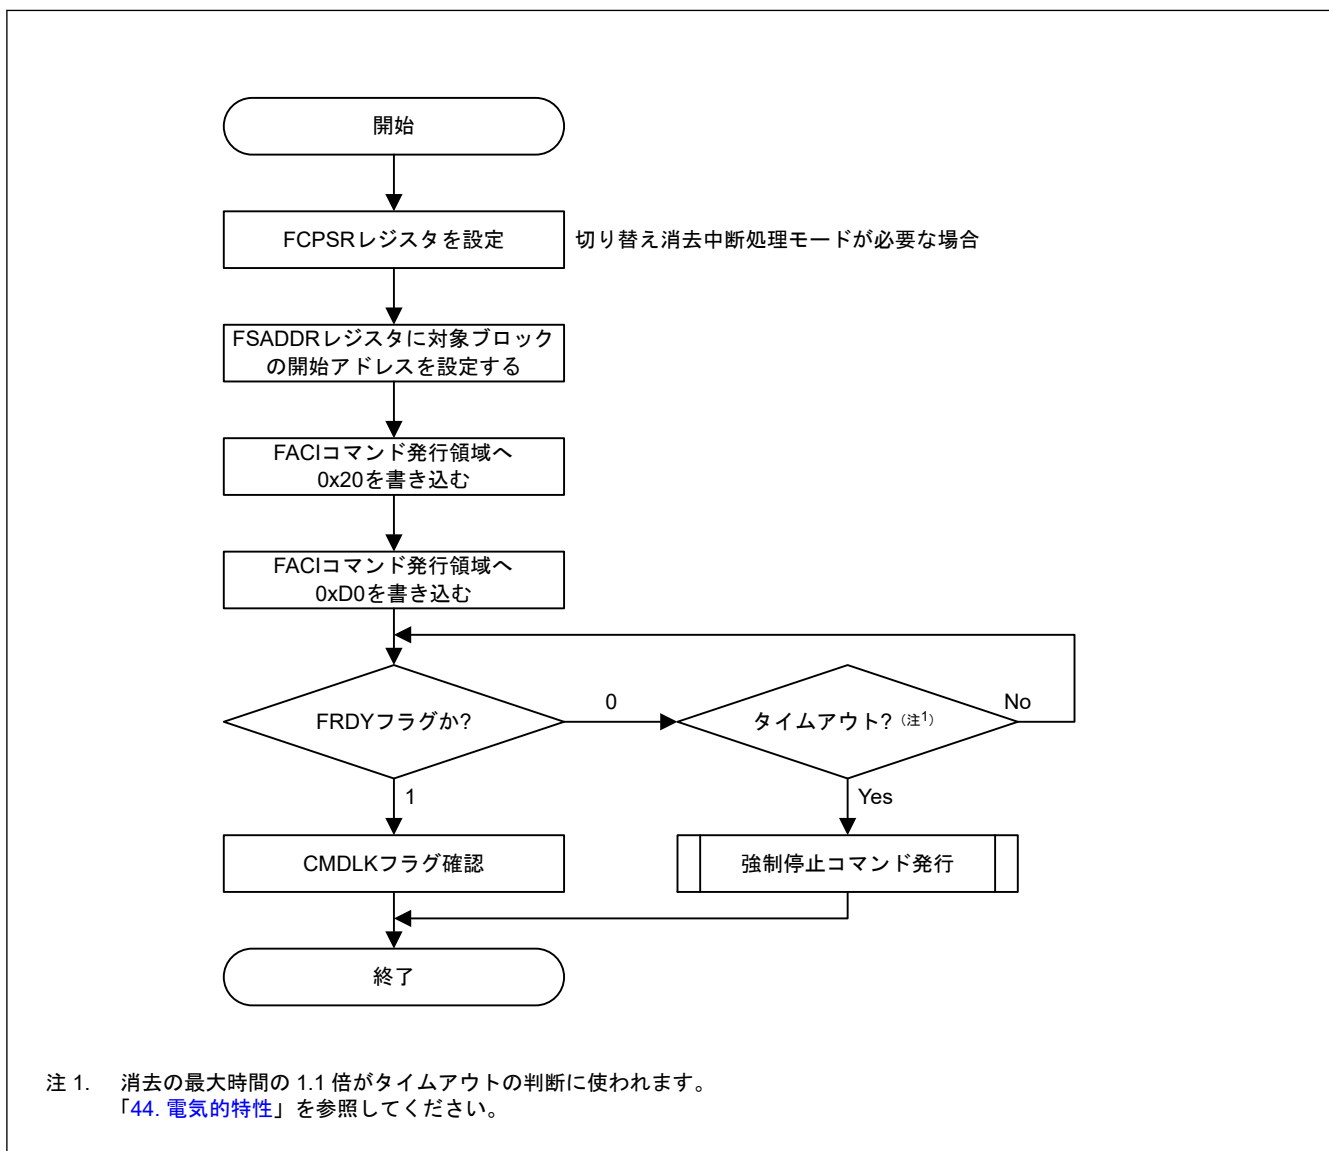 開始
FCPSRレジスタを設定
切り替え消去中断処理モードが必要な場合
FSADDRレジスタに対象ブロック
の開始アドレスを設定する
FACIコマンド発行領域へ
0x20を書き込む
FACIコマンド発行領域へ
0xD0を書き込む
FRDYフラグか?
0
タイムアウト?（注1）
No
1
Yes
CMDLKフラグ確認
強制停止コマンド発行
終了
注 1. 消去の最大時間の 1.1 倍がタイムアウトの判断に使われます。
「44. 電気的特性」を参照してください。